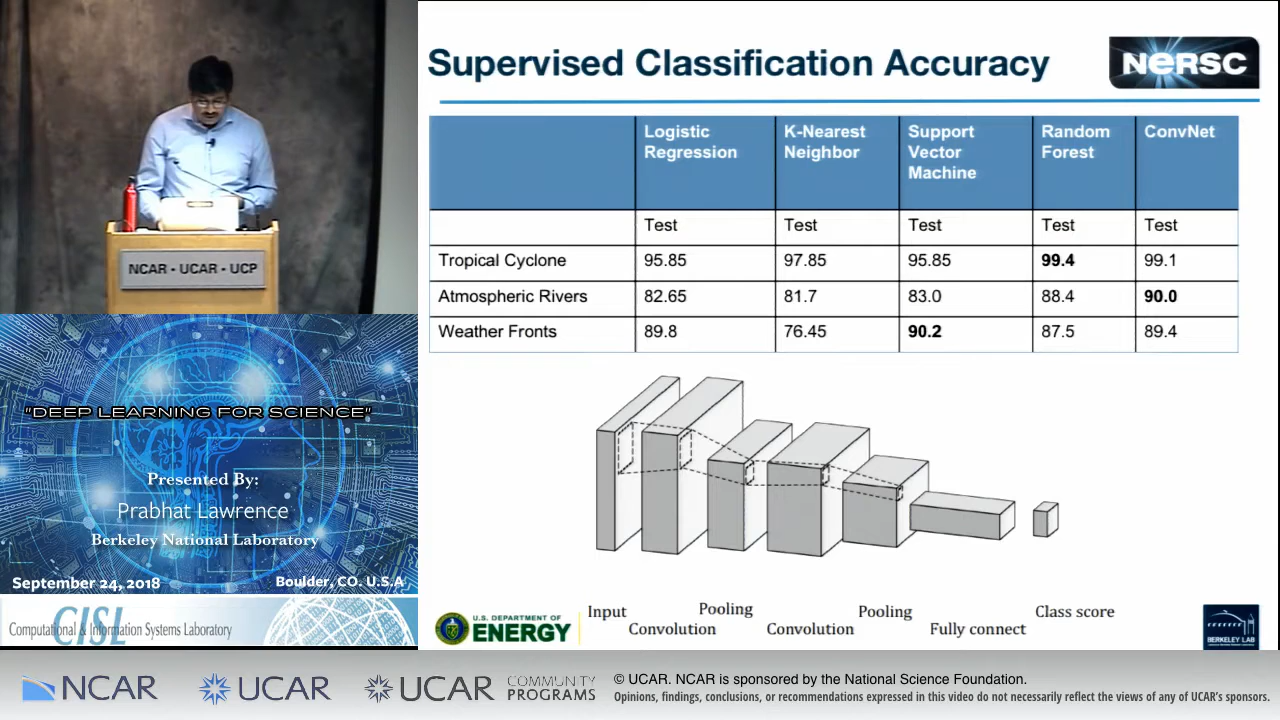 Supervised Classification Accuracy
NERSC
Logistic Regression
K-Nearest Neighbor
Support Vector Machine
Random Forest
ConvNet
Test Test Test Test Test
Tropical Cyclone 95.85 97.85 95.85 99.4 99.1
Atmospheric Rivers 82.65 81.7 83.0 88.4 90.0
Weather Fronts 89.8 76.45 90.2 87.5 89.4
Input
Convolution
Pooling
Convolution
Pooling
Fully connect
Class score
U.S. DEPARTMENT OF
ENERGY
BERKELEY LAB
NCAR • UCAR • UCP
"DEEP LEARNING FOR SCIENCE"
Presented By:
Prabhat Lawrence
Berkeley National Laboratory
September 24, 2018
Boulder, CO. U.S.A
CISL
Computational & Information Systems Laboratory
NCAR
UCAR
UCAR
COMMUNITY
PROGRAMS
© UCAR. NCAR is sponsored by the National Science Foundation.
Opinions, findings, conclusions, or recommendations expressed in this video do not necessarily reflect the views of any of UCAR's sponsors.